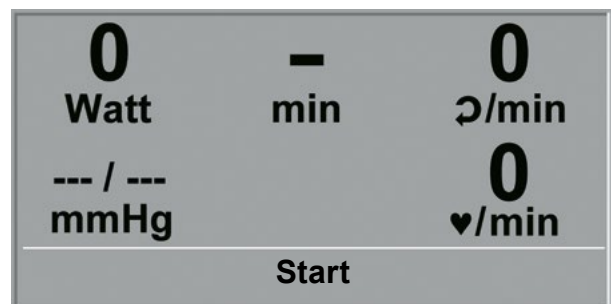 0 – 0
Watt min ⊃/min
--- / --- 0
mmHg ♥/min
Start